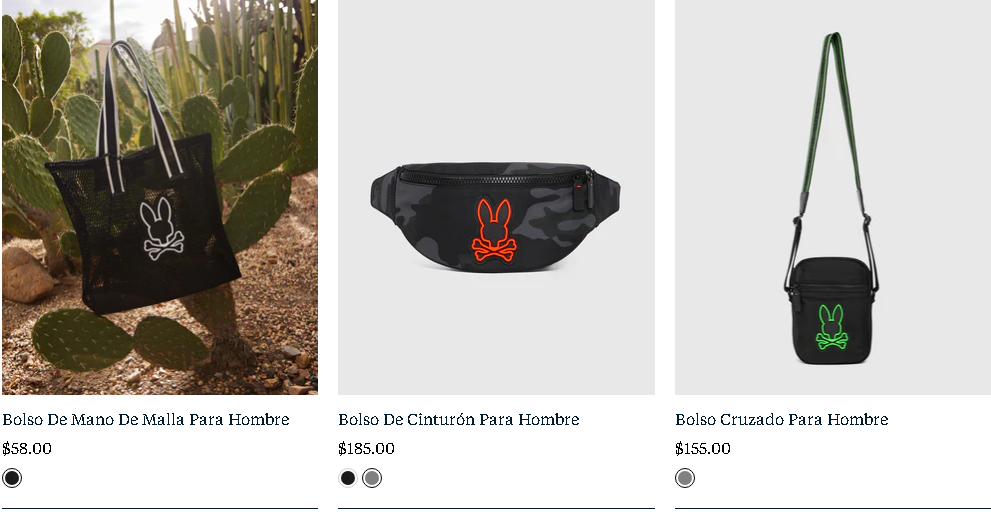 Bolso De Mano De Malla Para Hombre
$58.00
Bolso De Cinturón Para Hombre
$185.00
Bolso Cruzado Para Hombre
$155.00